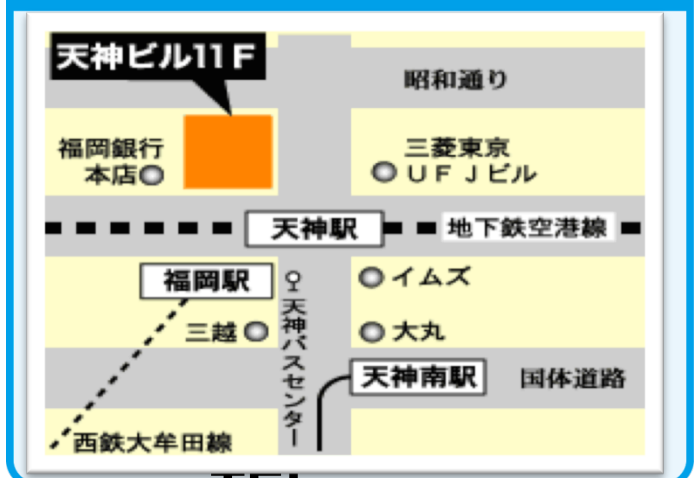 天神ビル11F
昭和通り
福岡銀行
本店
三菱東京
UFJビル
天神駅
地下鉄空港線
福岡駅
天神バスセンター
イムズ
三越
大丸
天神南駅
国体道路
西鉄大牟田線